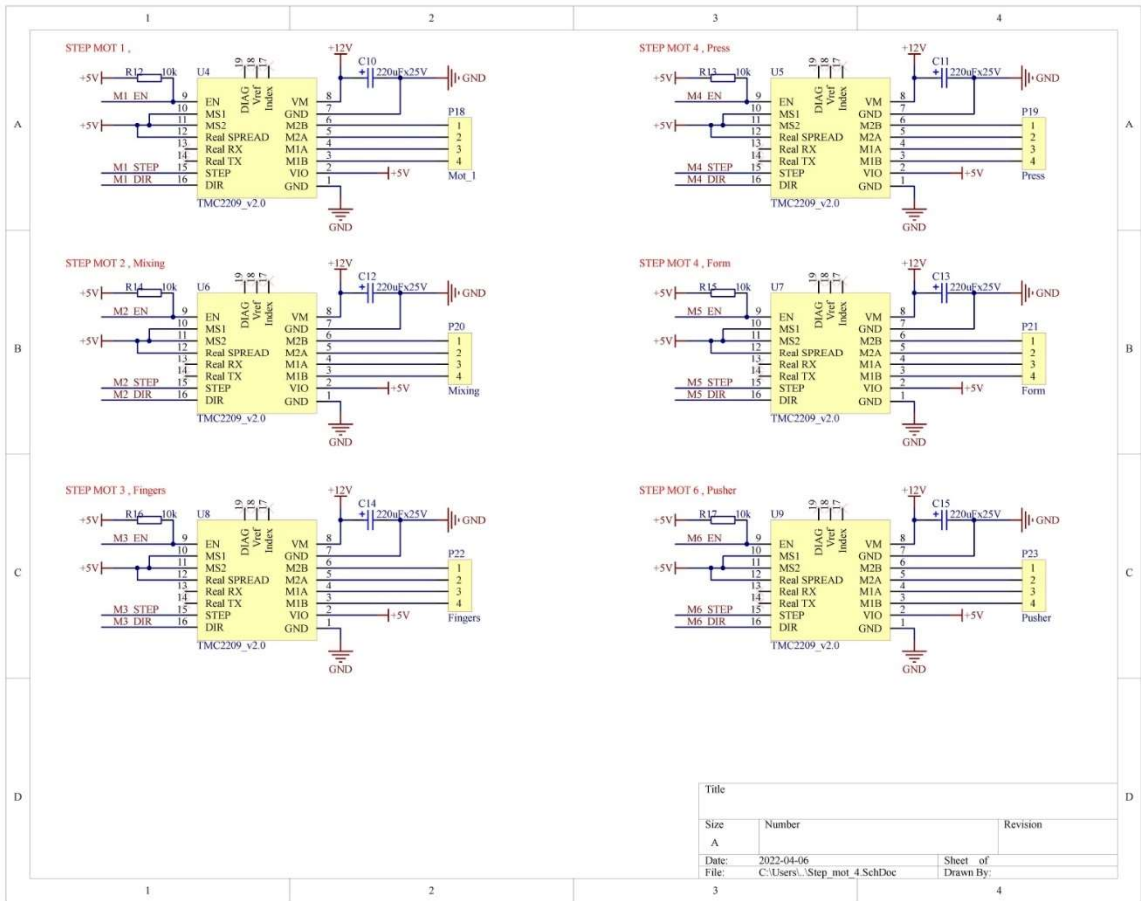 1 2 3 4
A
B
C
D
STEP MOT 1 ,
+5V R12 10k
M1 EN
+5V
M1 STEP
M1 DIR
U4
19 18 17
DIAG Vref Index
9 EN VM 8
10 MS1 GND 7
11 MS2 M2B 6
12 Real SPREAD M2A 5
13 Real RX M1A 4
14 Real TX M1B 3
15 STEP VIO 2
16 DIR GND 1
TMC2209_v2.0
+12V
C10
+ 220uFx25V GND
P18
1
2
3
4
Mot_1
+5V
GND
STEP MOT 4 , Press
+5V R13 10k
M4 EN
+5V
M4 STEP
M4 DIR
U5
19 18 17
DIAG Vref Index
9 EN VM 8
10 MS1 GND 7
11 MS2 M2B 6
12 Real SPREAD M2A 5
13 Real RX M1A 4
14 Real TX M1B 3
15 STEP VIO 2
16 DIR GND 1
TMC2209_v2.0
+12V
C11
+ 220uFx25V GND
P19
1
2
3
4
Press
+5V
GND
STEP MOT 2 , Mixing
+5V R14 10k
M2 EN
+5V
M2 STEP
M2 DIR
U6
19 18 17
DIAG Vref Index
9 EN VM 8
10 MS1 GND 7
11 MS2 M2B 6
12 Real SPREAD M2A 5
13 Real RX M1A 4
14 Real TX M1B 3
15 STEP VIO 2
16 DIR GND 1
TMC2209_v2.0
+12V
C12
+ 220uFx25V GND
P20
1
2
3
4
Mixing
+5V
GND
STEP MOT 4 , Form
+5V R15 10k
M5 EN
+5V
M5 STEP
M5 DIR
U7
19 18 17
DIAG Vref Index
9 EN VM 8
10 MS1 GND 7
11 MS2 M2B 6
12 Real SPREAD M2A 5
13 Real RX M1A 4
14 Real TX M1B 3
15 STEP VIO 2
16 DIR GND 1
TMC2209_v2.0
+12V
C13
+ 220uFx25V GND
P21
1
2
3
4
Form
+5V
GND
STEP MOT 3 , Fingers
+5V R16 10k
M3 EN
+5V
M3 STEP
M3 DIR
U8
19 18 17
DIAG Vref Index
9 EN VM 8
10 MS1 GND 7
11 MS2 M2B 6
12 Real SPREAD M2A 5
13 Real RX M1A 4
14 Real TX M1B 3
15 STEP VIO 2
16 DIR GND 1
TMC2209_v2.0
+12V
C14
+ 220uFx25V GND
P22
1
2
3
4
Fingers
+5V
GND
STEP MOT 6 , Pusher
+5V R17 10k
M6 EN
+5V
M6 STEP
M6 DIR
U9
19 18 17
DIAG Vref Index
9 EN VM 8
10 MS1 GND 7
11 MS2 M2B 6
12 Real SPREAD M2A 5
13 Real RX M1A 4
14 Real TX M1B 3
15 STEP VIO 2
16 DIR GND 1
TMC2209_v2.0
+12V
C15
+ 220uFx25V GND
P23
1
2
3
4
Pusher
+5V
GND
Title
Size Number Revision
A
Date: 2022-04-06 Sheet of
File: C:\Users\..\Step_mot_4.SchDoc Drawn By:
A
B
C
D
1 2 3 4